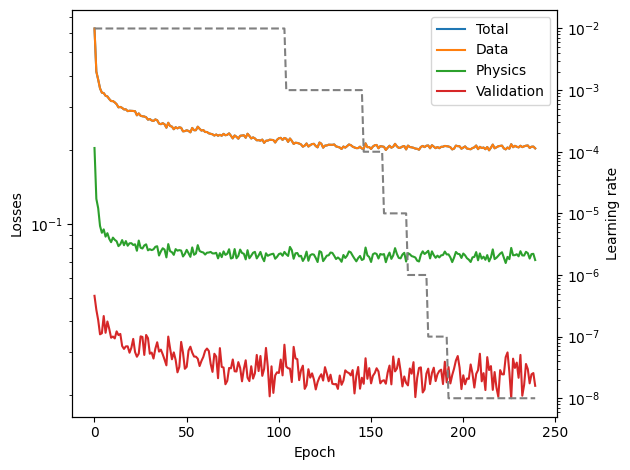 Total
Data
Physics
Validation
Losses
10⁻¹
Learning rate
10⁻²
10⁻³
10⁻⁴
10⁻⁵
10⁻⁶
10⁻⁷
10⁻⁸
0 50 100 150 200 250
Epoch